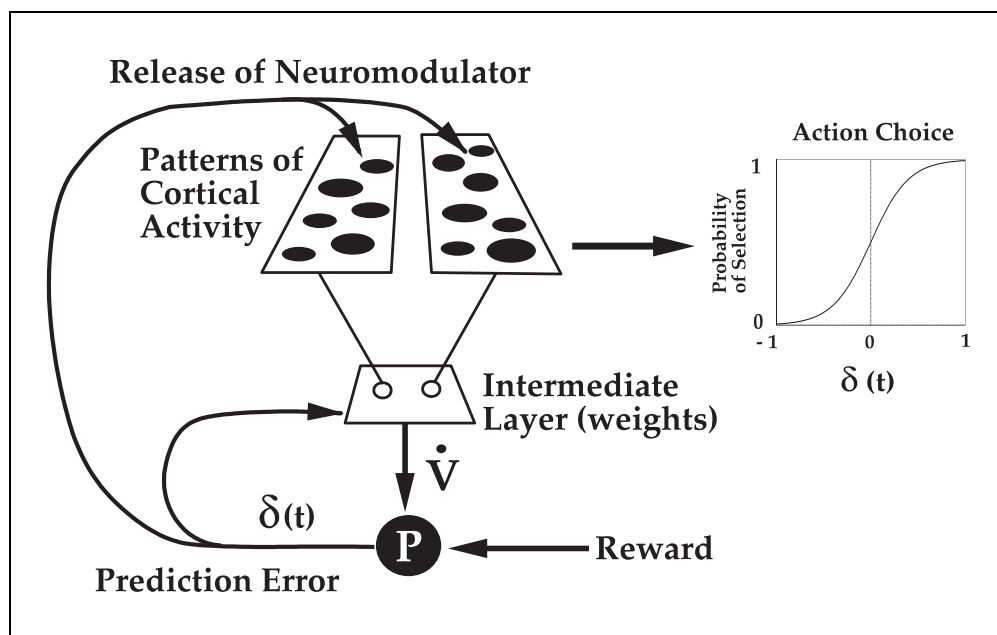 Release of Neuromodulator
Patterns of
Cortical
Activity
Action Choice
Probability
of Selection
1
0
-1
0
1
δ (t)
Intermediate
Layer (weights)
V̇
δ(t)
P
Reward
Prediction Error